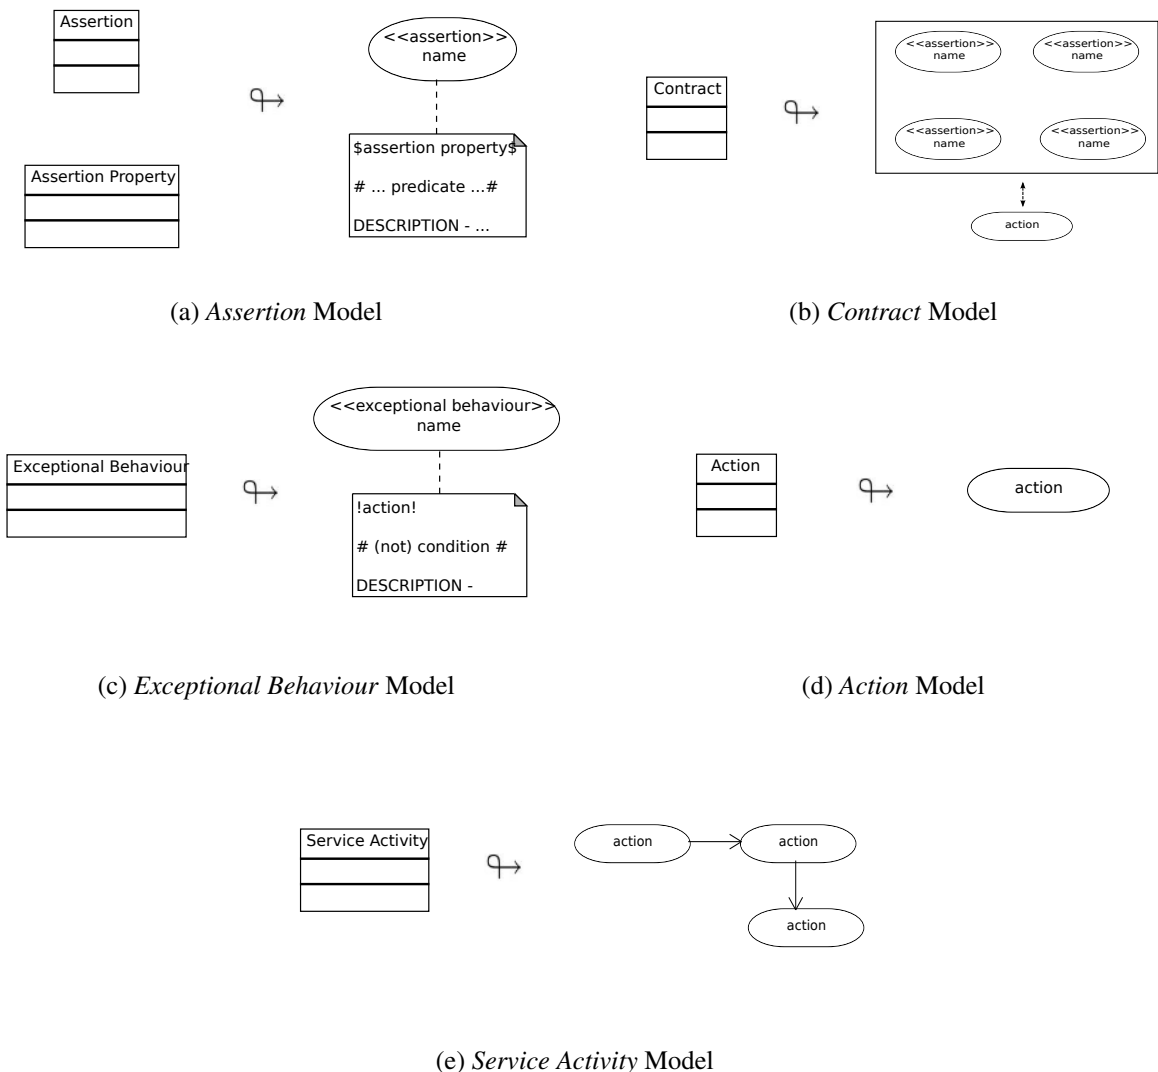 Assertion
Assertion Property
<<assertion>>
name
$assertion property$
# ... predicate ...#
DESCRIPTION - ...
(a) Assertion Model
Contract
<<assertion>>
name
<<assertion>>
name
<<assertion>>
name
<<assertion>>
name
action
(b) Contract Model
Exceptional Behaviour
<<exceptional behaviour>>
name
!action!
# (not) condition #
DESCRIPTION -
(c) Exceptional Behaviour Model
Action
action
(d) Action Model
Service Activity
action
action
action
(e) Service Activity Model